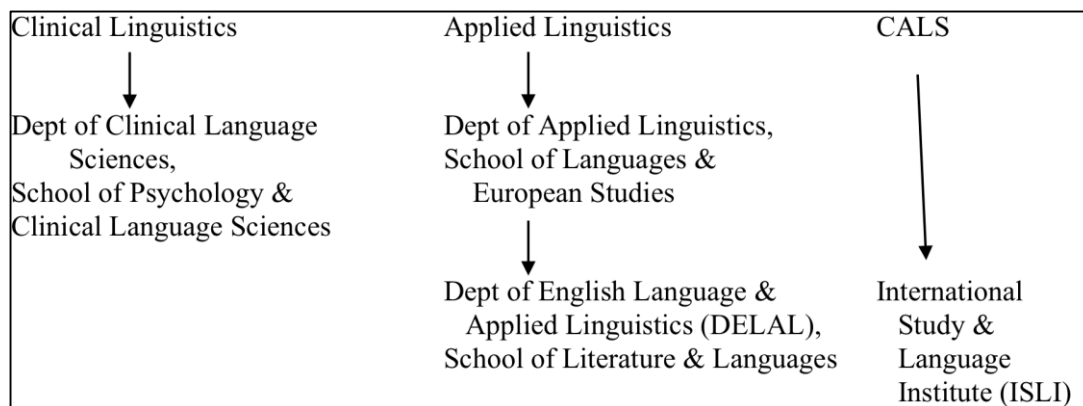 Clinical Linguistics
Dept of Clinical Language
Sciences,
School of Psychology &
Clinical Language Sciences
Applied Linguistics
Dept of Applied Linguistics,
School of Languages &
European Studies
Dept of English Language &
Applied Linguistics (DELAL),
School of Literature & Languages
CALS
International
Study &
Language
Institute (ISLI)